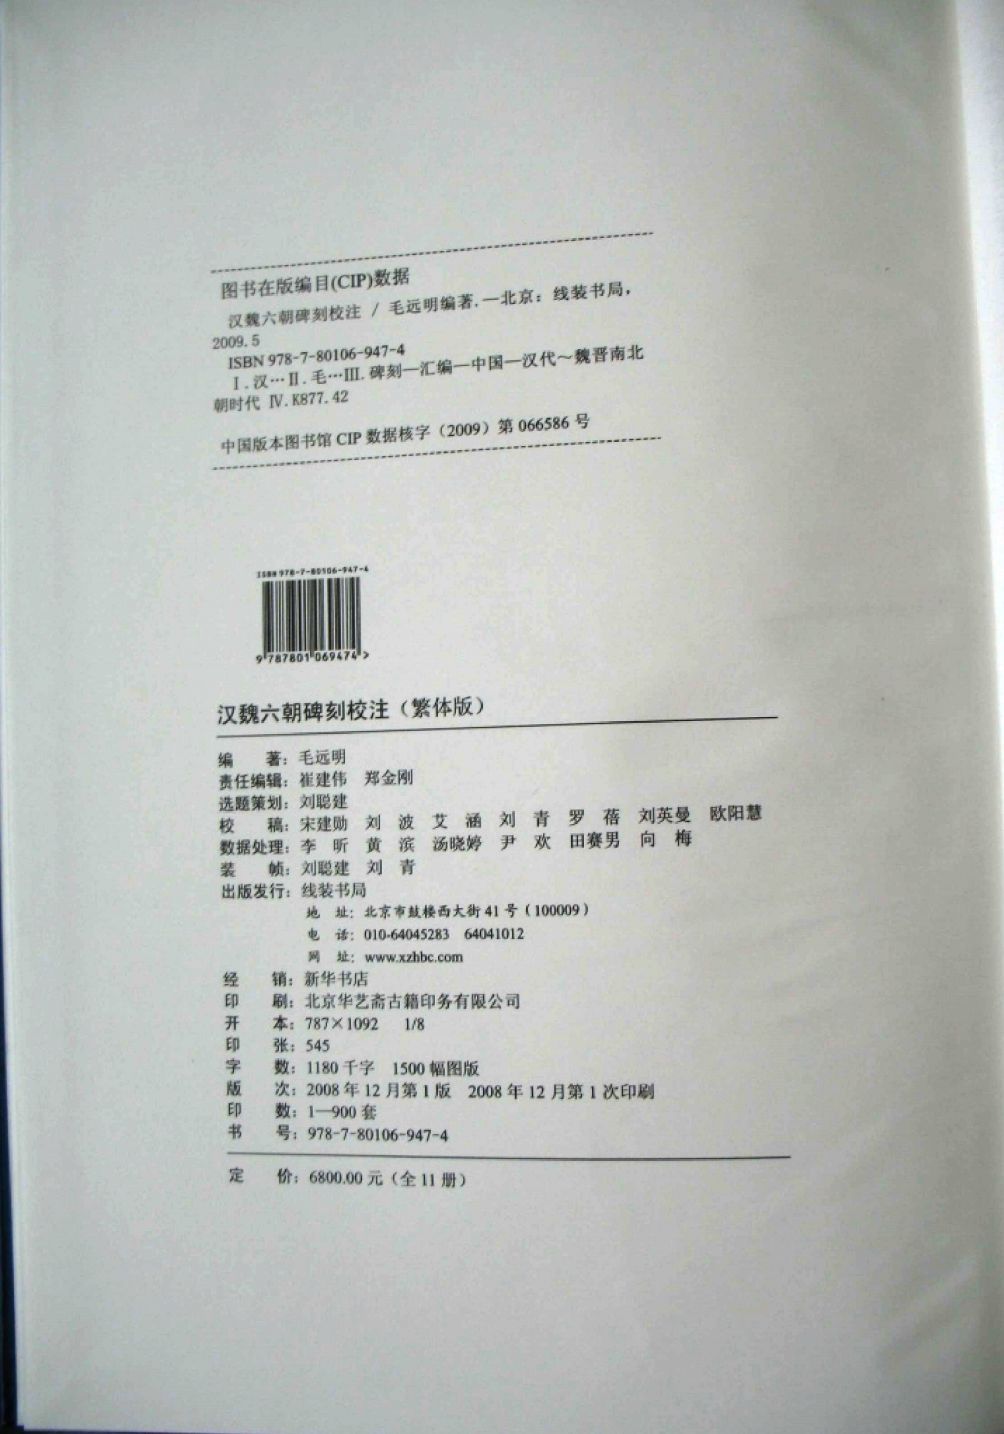 图书在版编目(CIP)数据
汉魏六朝碑刻校注 / 毛远明编著.—北京：线装书局，
2009.5
ISBN 978-7-80106-947-4
Ⅰ.汉… Ⅱ.毛… Ⅲ.碑刻—汇编—中国—汉代～魏晋南北
朝时代 Ⅳ.K877.42
中国版本图书馆 CIP 数据核字（2009）第 066586 号
ISBN 978-7-80106-947-4
9 787801 069474 >
汉魏六朝碑刻校注（繁体版）
编　　著：毛远明
责任编辑：崔建伟　郑金刚
选题策划：刘聪建
校　　稿：宋建勋　刘　波　艾　涵　刘　青　罗　蓓　刘英曼　欧阳慧
数据处理：李　昕　黄　滨　汤晓婷　尹　欢　田赛男　向　梅
装　　帧：刘聪建　刘　青
出版发行：线装书局
地　址：北京市鼓楼西大街 41 号（100009）
电　话：010-64045283　64041012
网　址：www.xzhbc.com
经　　销：新华书店
印　　刷：北京华艺斋古籍印务有限公司
开　　本：787×1092　1/8
印　　张：545
字　　数：1180 千字　1500 幅图版
版　　次：2008 年 12 月第 1 版　2008 年 12 月第 1 次印刷
印　　数：1—900 套
书　　号：978-7-80106-947-4
定　　价：6800.00 元（全 11 册）